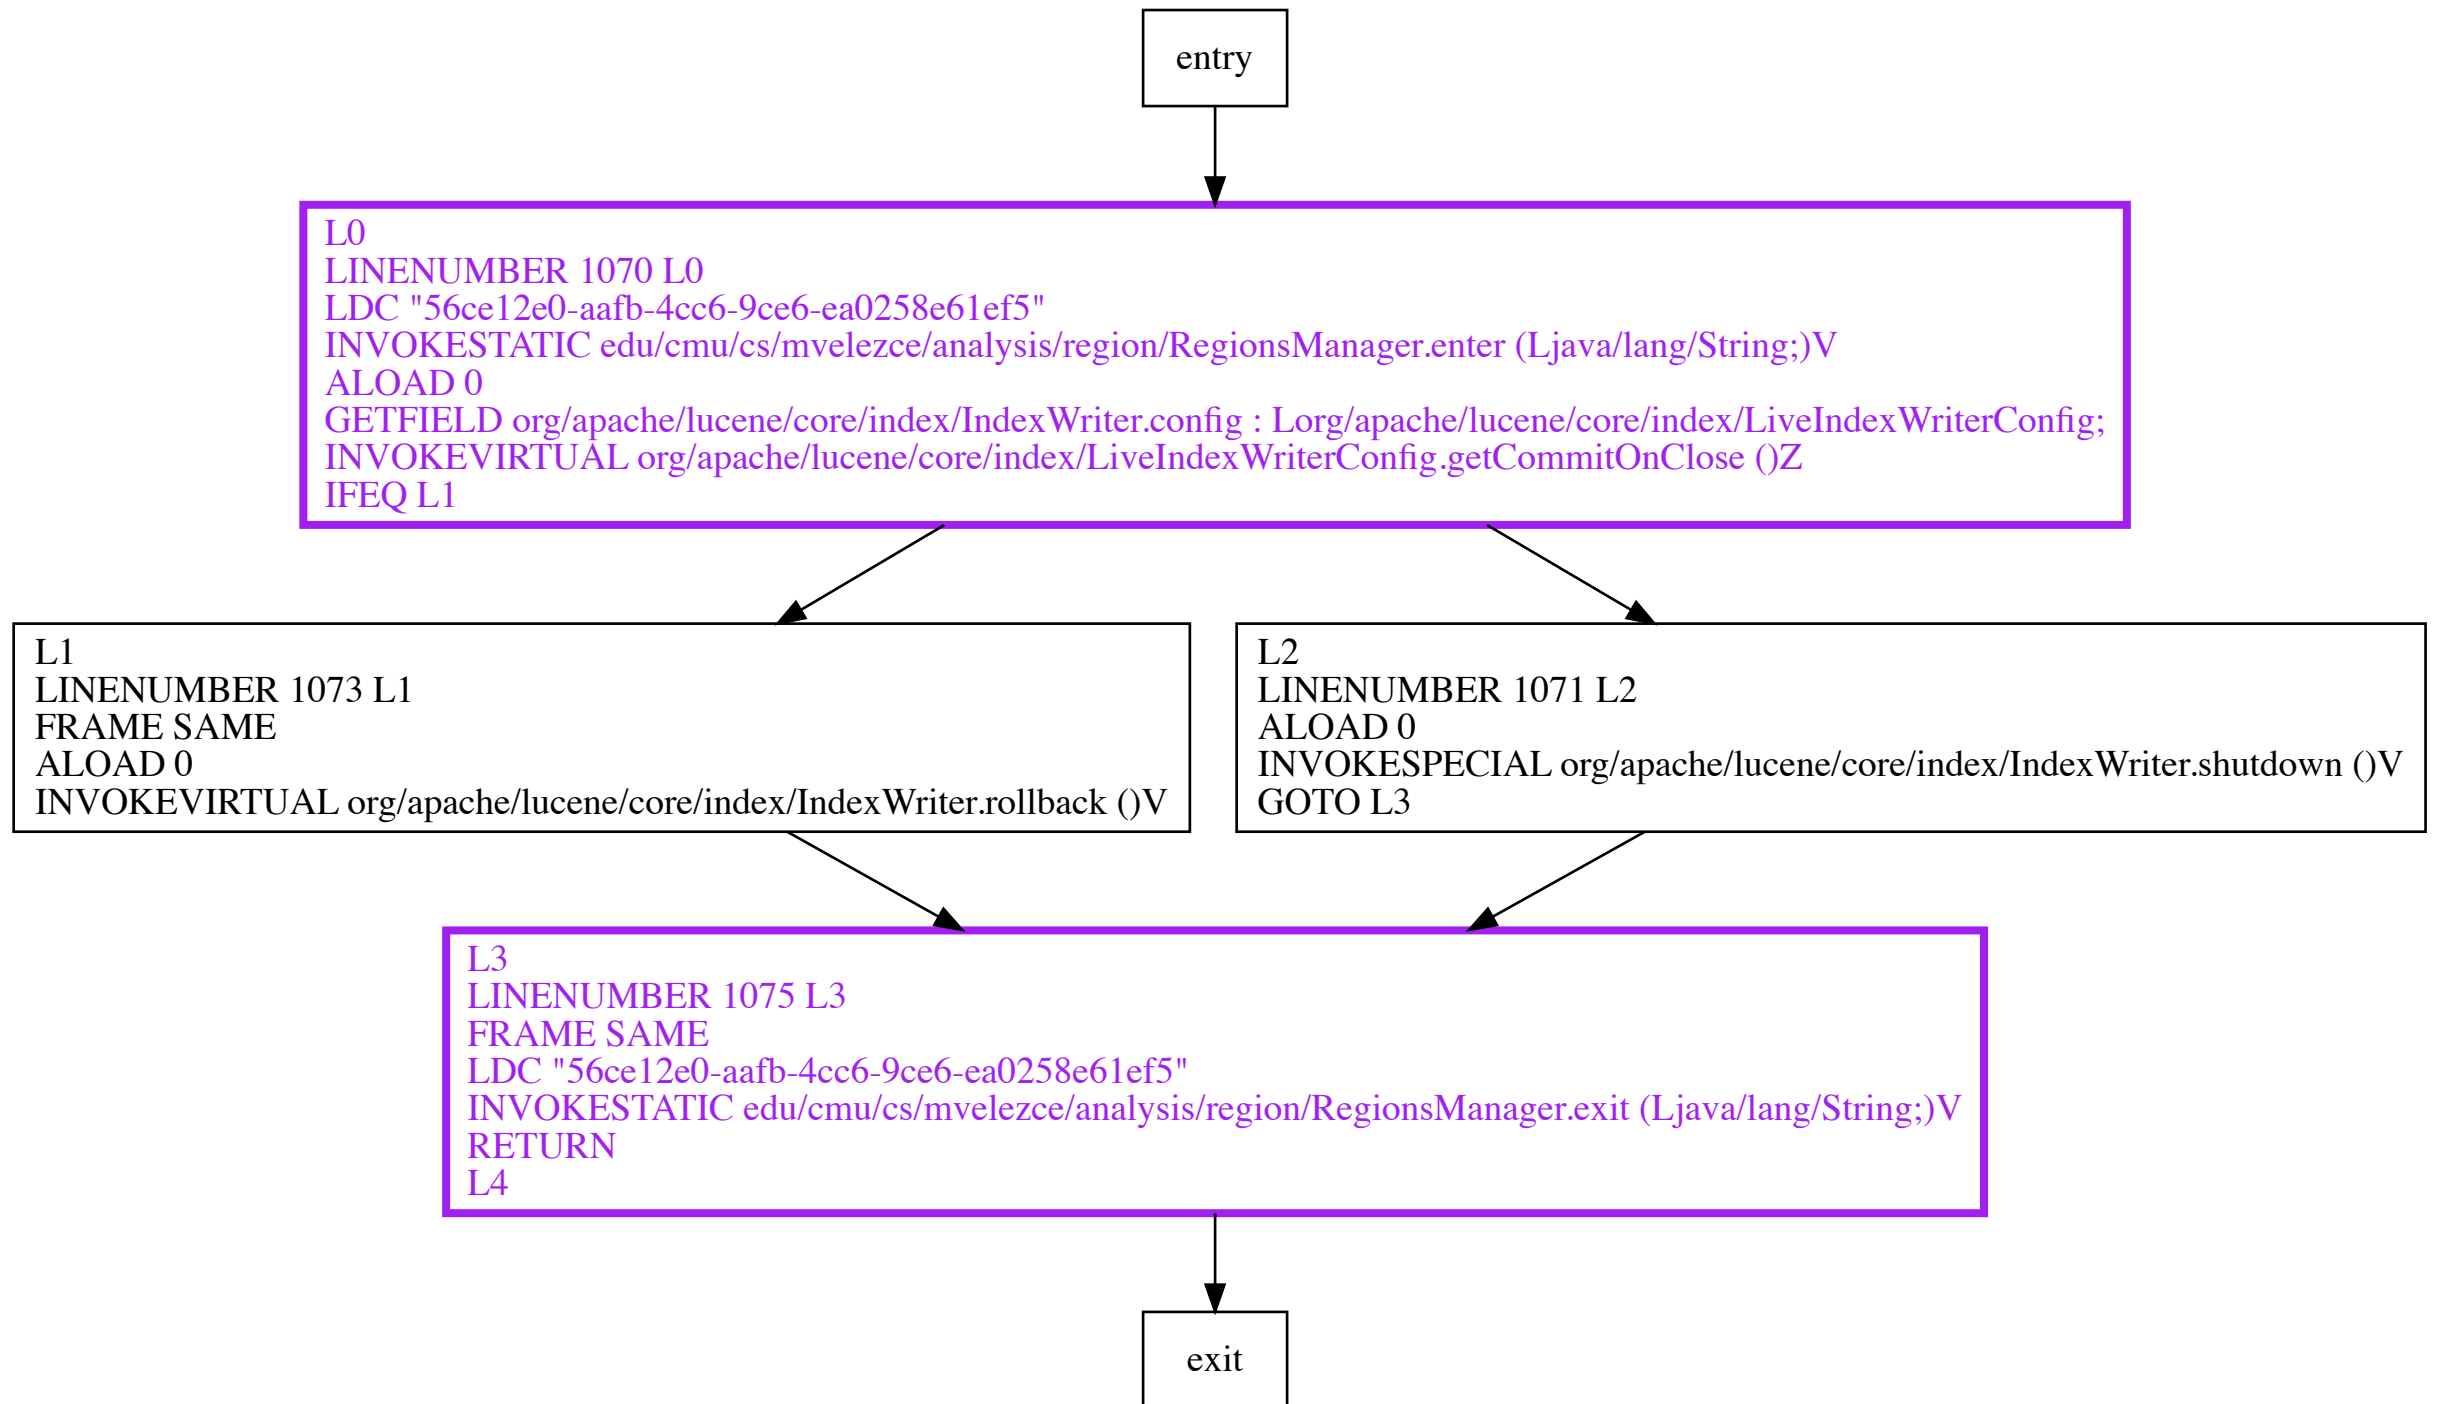 entry
L0
LINENUMBER 1070 L0
LDC "56ce12e0-aafb-4cc6-9ce6-ea0258e61ef5"
INVOKESTATIC edu/cmu/cs/mvelezce/analysis/region/RegionsManager.enter (Ljava/lang/String;)V
ALOAD 0
GETFIELD org/apache/lucene/core/index/IndexWriter.config : Lorg/apache/lucene/core/index/LiveIndexWriterConfig;
INVOKEVIRTUAL org/apache/lucene/core/index/LiveIndexWriterConfig.getCommitOnClose ()Z
IFEQ L1
L1
LINENUMBER 1073 L1
FRAME SAME
ALOAD 0
INVOKEVIRTUAL org/apache/lucene/core/index/IndexWriter.rollback ()V
L2
LINENUMBER 1071 L2
ALOAD 0
INVOKESPECIAL org/apache/lucene/core/index/IndexWriter.shutdown ()V
GOTO L3
L3
LINENUMBER 1075 L3
FRAME SAME
LDC "56ce12e0-aafb-4cc6-9ce6-ea0258e61ef5"
INVOKESTATIC edu/cmu/cs/mvelezce/analysis/region/RegionsManager.exit (Ljava/lang/String;)V
RETURN
L4
exit